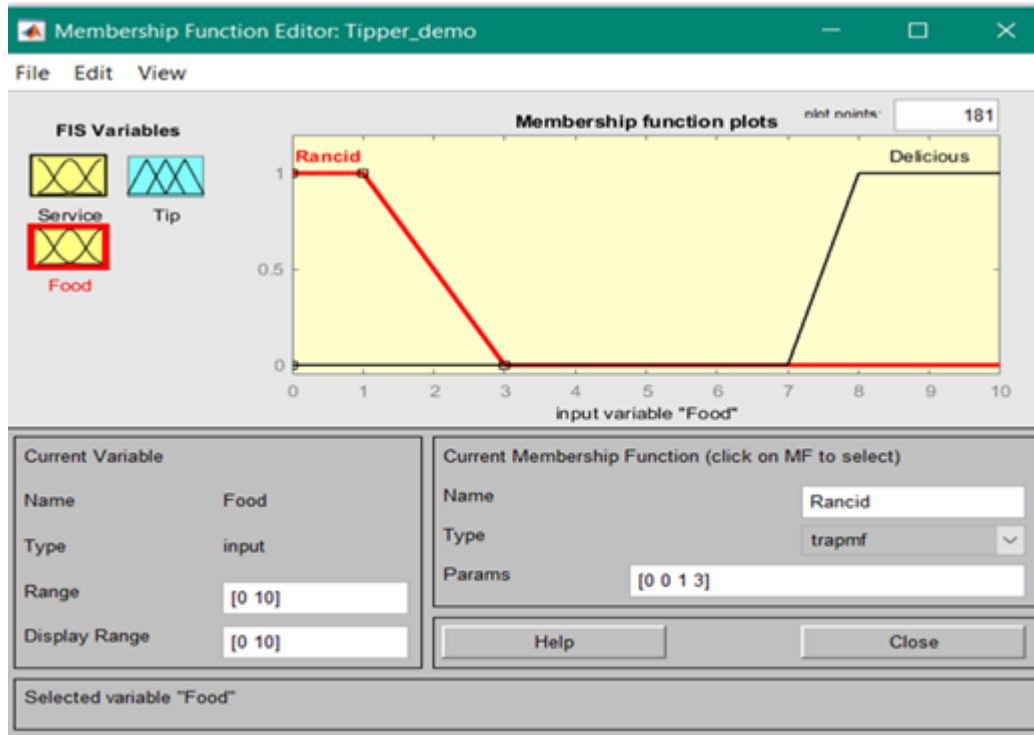 Membership Function Editor: Tipper_demo
File Edit View
FIS Variables
Service Tip
Food
Membership function plots plot points: 181
Rancid Delicious
1
0.5
0
0 1 2 3 4 5 6 7 8 9 10
input variable "Food"
Current Variable
Name Food
Type input
Range [0 10]
Display Range [0 10]
Current Membership Function (click on MF to select)
Name Rancid
Type trapmf
Params [0 0 1 3]
Help Close
Selected variable "Food"